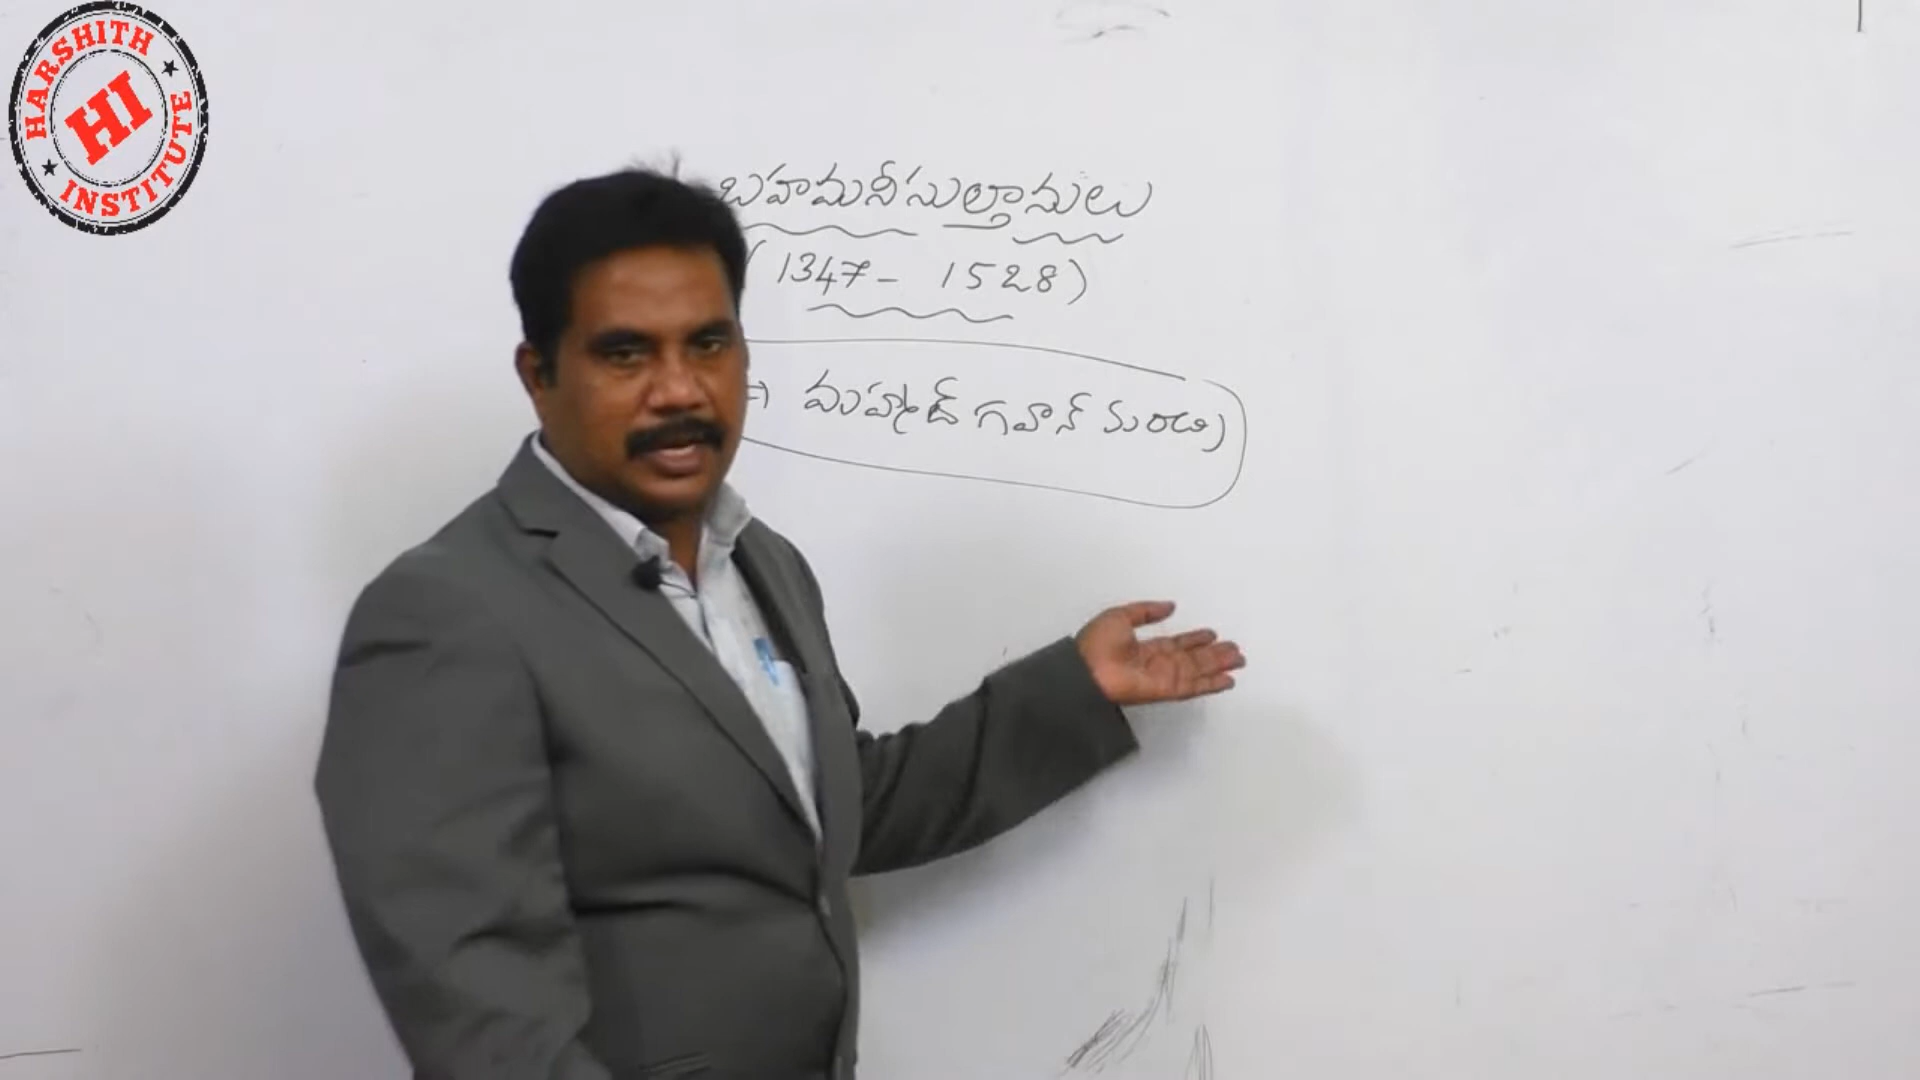 HARSHITH
HI
INSTITUTE
బహమనీసుల్తానులు
(1347- 1528)
⇒ మహ్మద్ గవాన్